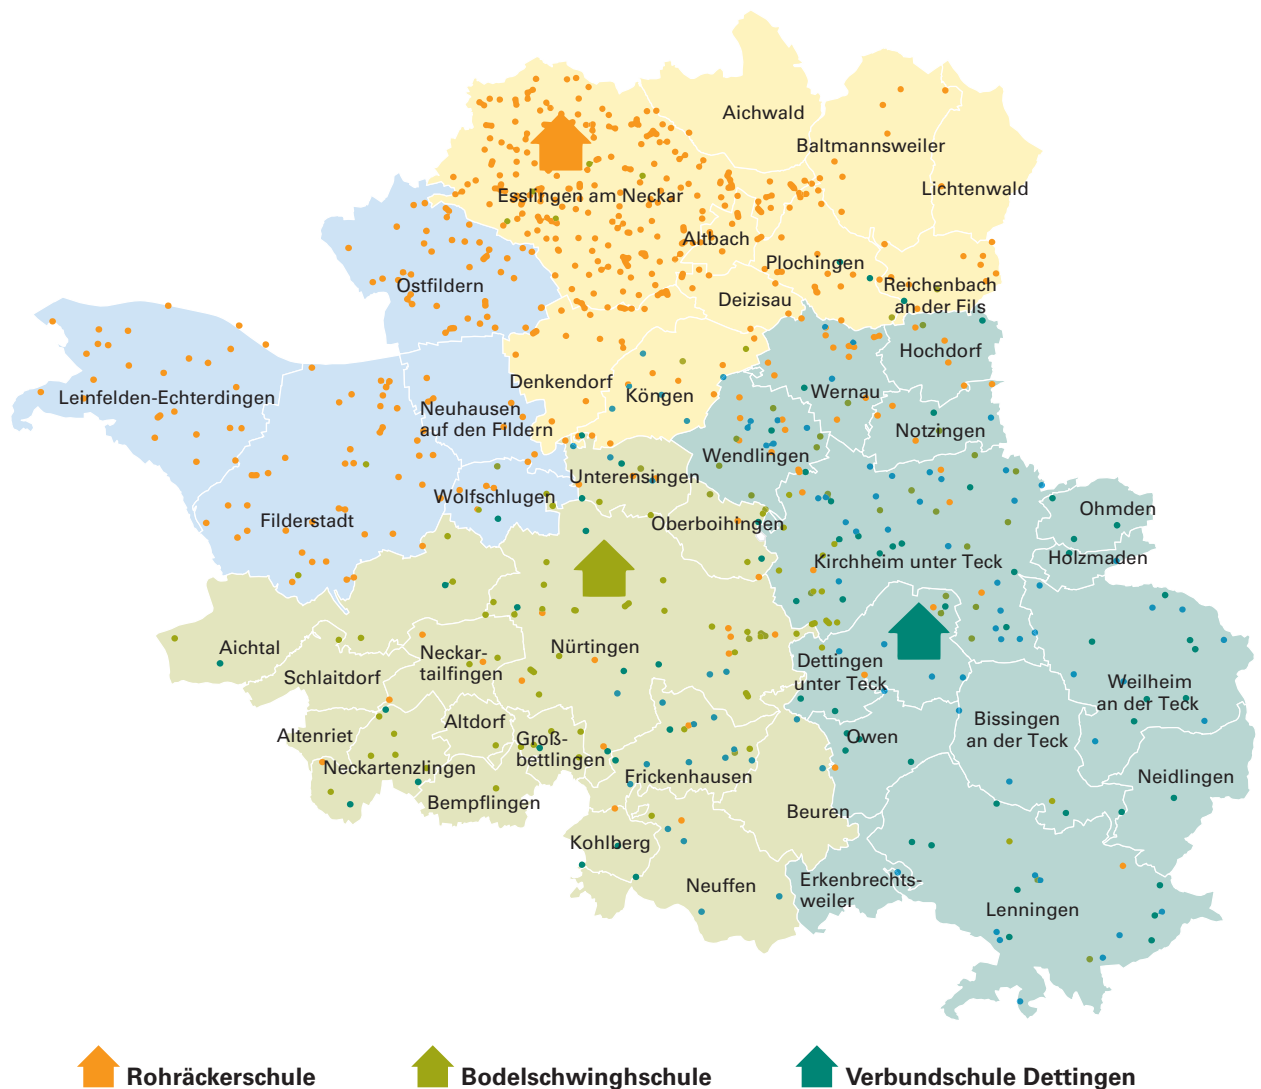 Aichwald
Baltmannsweiler
Lichtenwald
Esslingen am Neckar
Altbach
Plochingen
Ostfildern
Deizisau
Reichenbach
an der Fils
Hochdorf
Denkendorf
Köngen
Wernau
Leinfelden-Echterdingen
Neuhausen
auf den Fildern
Notzingen
Wendlingen
Unterensingen
Wolfschlugen
Ohmden
Filderstadt
Oberboihingen
Holzmaden
Kirchheim unter Teck
Aichtal
Nürtingen
Neckar-
tailfingen
Dettingen
unter Teck
Schlaitdorf
Weilheim
an der Teck
Altdorf
Bissingen
an der Teck
Altenriet
Groß-
bettlingen
Owen
Neckartenzlingen
Frickenhausen
Neidlingen
Bempflingen
Beuren
Kohlberg
Neuffen
Erkenbrechts-
weiler
Lenningen
Rohräckerschule
Bodelschwinghschule
Verbundschule Dettingen